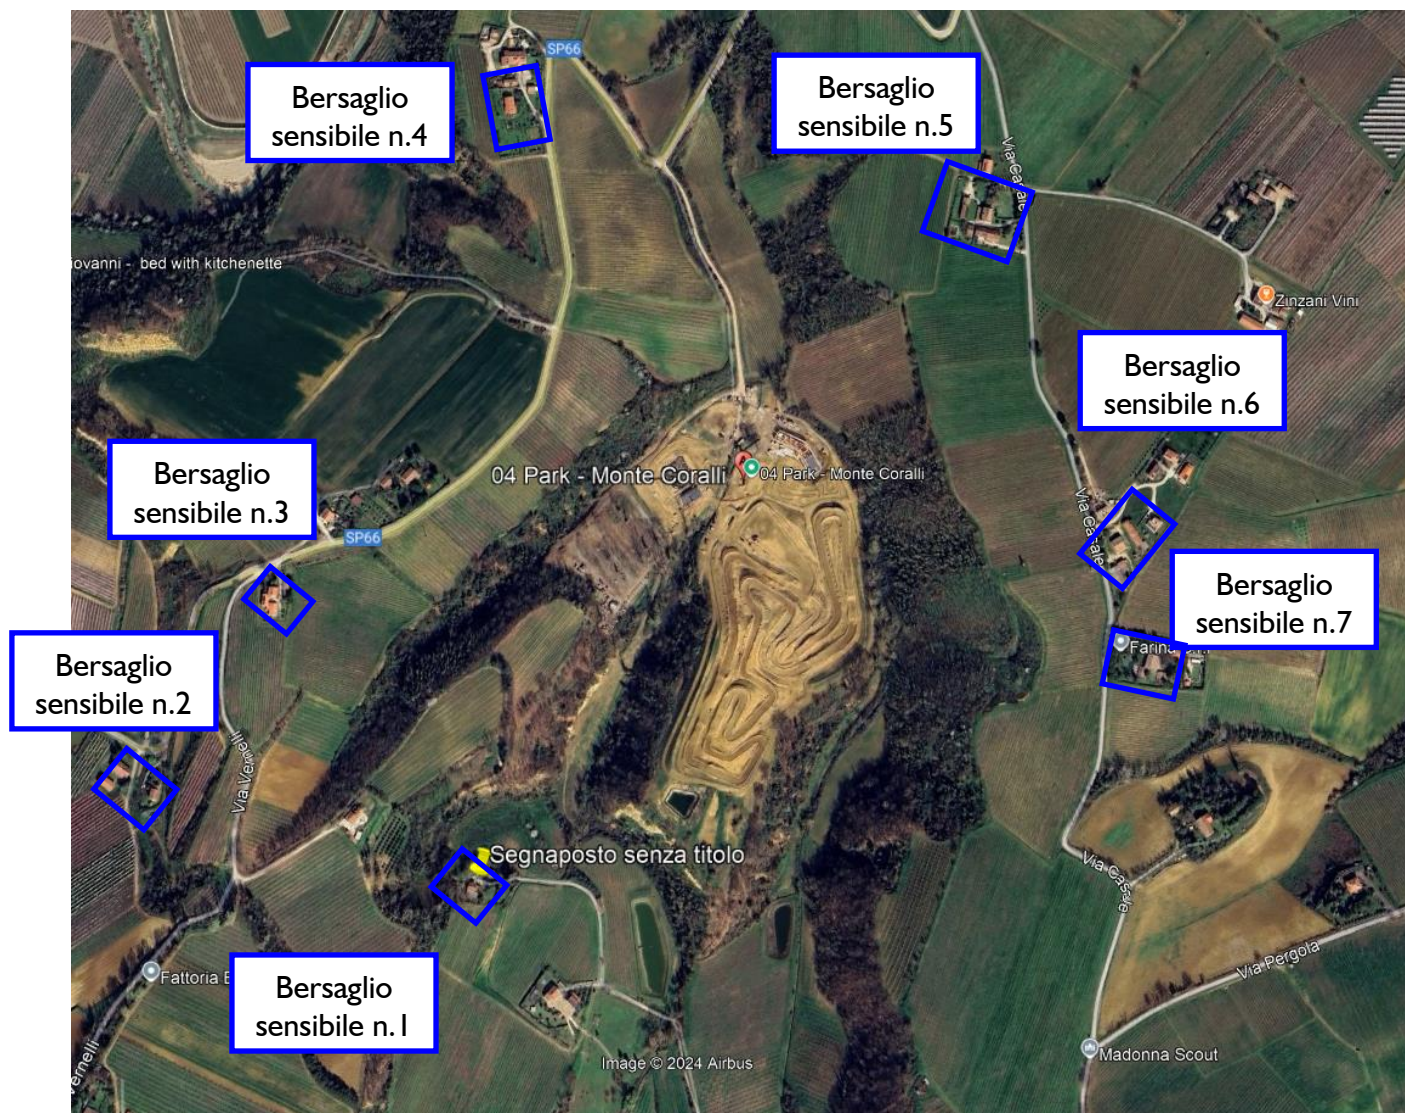 SP66
Bersaglio
sensibile n.4
Bersaglio
sensibile n.5
Via Casale
iovanni - bed with kitchenette
Zinzani Vini
Bersaglio
sensibile n.6
04 Park - Monte Coralli
04 Park - Monte Coralli
Bersaglio
sensibile n.3
SP66
Via Casale
Bersaglio
sensibile n.7
Farina
Bersaglio
sensibile n.2
Via Vernelli
Segnaposto senza titolo
Via Casale
Fattoria
Via Pergola
Bersaglio
sensibile n.1
Vernelli
Madonna Scout
Image © 2024 Airbus